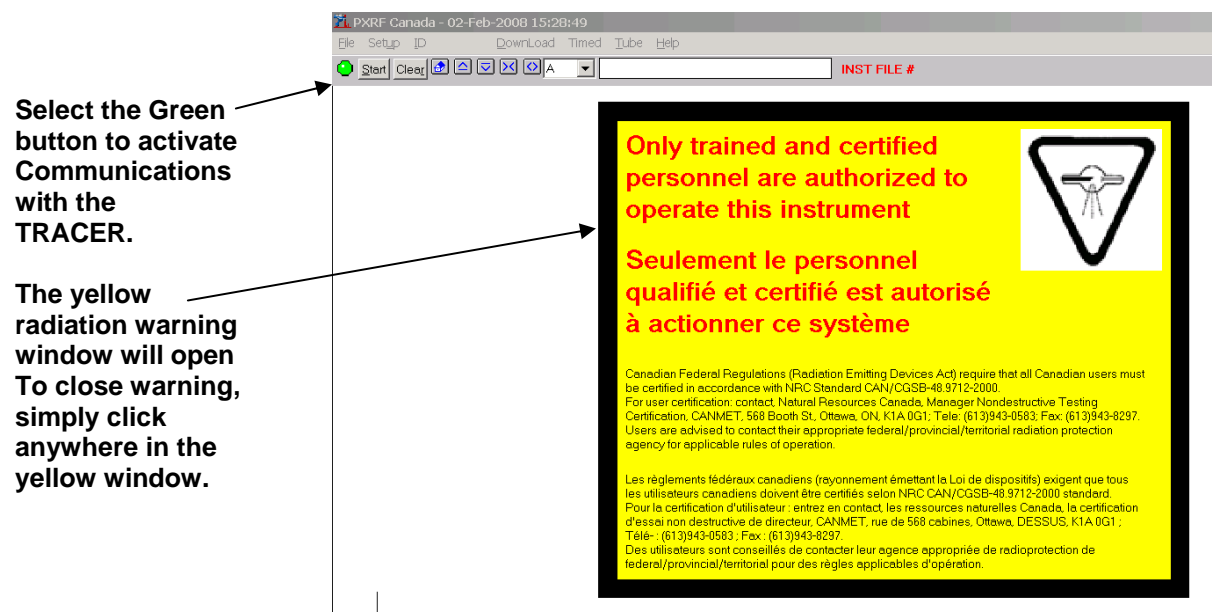 PXRF Canada - 02-Feb-2008 15:28:49
File Setup ID DownLoad Timed Tube Help
Start Clear A INST FILE #
Select the Green
button to activate
Communications
with the
TRACER.
The yellow
radiation warning
window will open
To close warning,
simply click
anywhere in the
yellow window.
Only trained and certified
personnel are authorized to
operate this instrument
Seulement le personnel
qualifié et certifié est autorisé
à actionner ce système
Canadian Federal Regulations (Radiation Emitting Devices Act) require that all Canadian users must
be certified in accordance with NRC Standard CAN/CGSB-48.9712-2000.
For user certification: contact, Natural Resources Canada, Manager Nondestructive Testing
Certification, CANMET, 568 Booth St., Ottawa, ON, K1A 0G1; Tele: (613)943-0583; Fax: (613)943-8297.
Users are advised to contact their appropriate federal/provincial/territorial radiation protection
agency for applicable rules of operation.
Les règlements fédéraux canadiens (rayonnement émettant la Loi de dispositifs) exigent que tous
les utilisateurs canadiens doivent être certifiés selon NRC CAN/CGSB-48.9712-2000 standard.
Pour la certification d'utilisateur : entrez en contact, les ressources naturelles Canada, la certification
d'essai non destructive de directeur, CANMET, rue de 568 cabines, Ottawa, DESSUS, K1A 0G1 ;
Télé- : (613)943-0583 ; Fax : (613)943-8297.
Des utilisateurs sont conseillés de contacter leur agence appropriée de radioprotection de
federal/provincial/territorial pour des règles applicables d'opération.